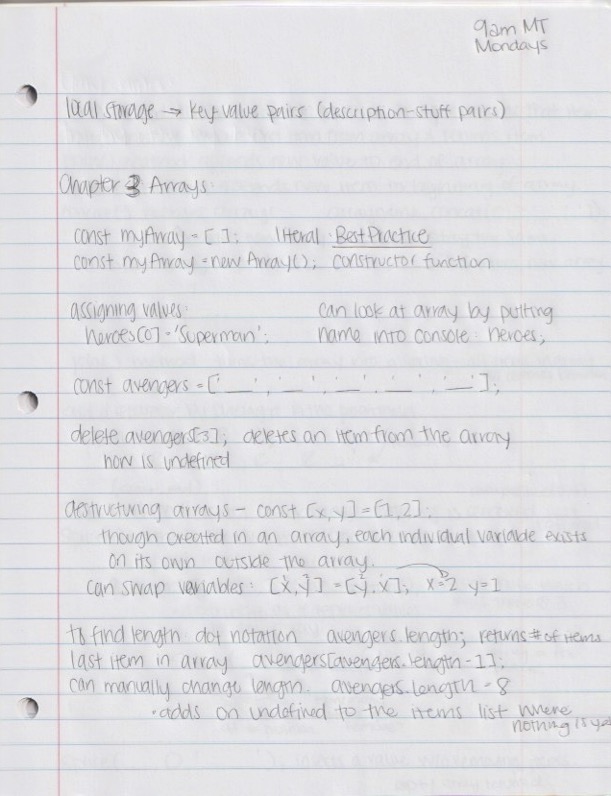 9am MT
Mondays
local storage → key value pairs (description-stuff pairs)
Chapter 3 Arrays
const myArray = [ ]; literal Best Practice
const myArray = new Array(); constructor function
assigning values: can look at array by putting
heroes[0] = 'Superman'; name into console: heroes;
const avengers = ['__', '__', '__', '__', '__'];
delete avengers[3]; deletes an item from the array
now is undefined
destructuring arrays - const [x,y] = [1,2];
though created in an array, each individual variable exists
on its own outside the array.
can swap variables: [x,y] = [y,x]; x=2 y=1
to find length dot notation avengers.length; returns # of items
last item in array avengers[avengers.length - 1];
can manually change length. avengers.length = 8
· adds on undefined to the items list where
nothing is